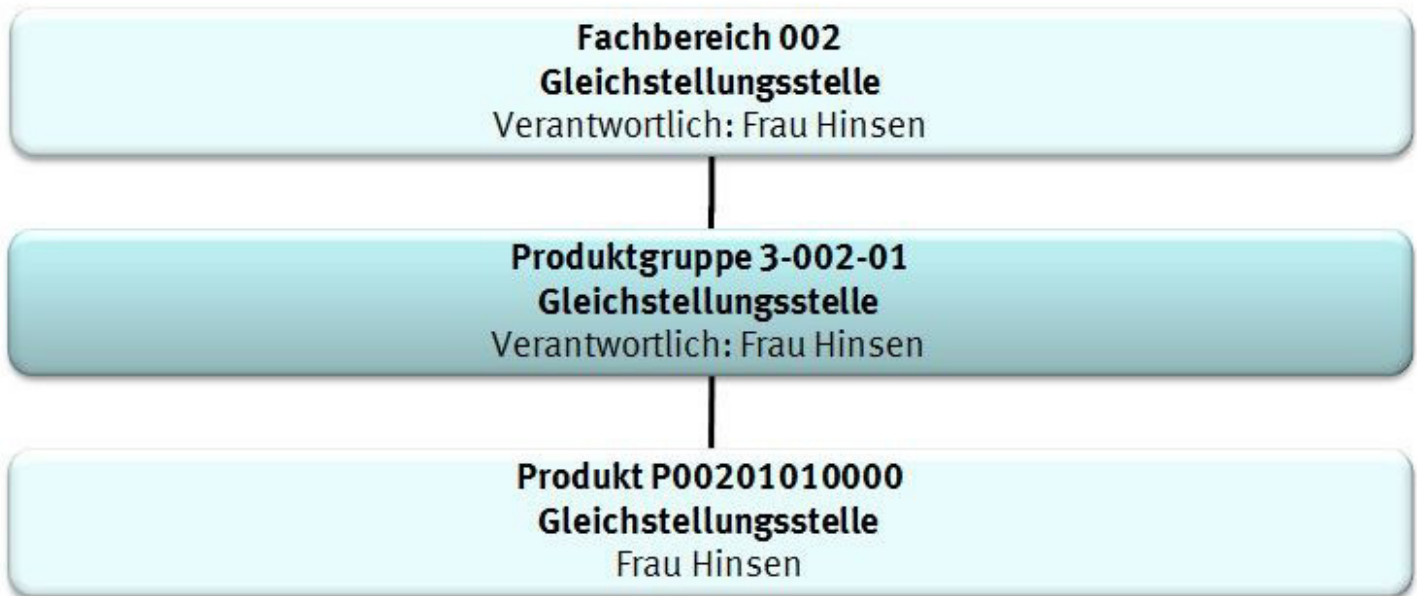 Fachbereich 002
Gleichstellungsstelle
Verantwortlich: Frau Hinsen
Produktgruppe 3-002-01
Gleichstellungsstelle
Verantwortlich: Frau Hinsen
Produkt P00201010000
Gleichstellungsstelle
Frau Hinsen